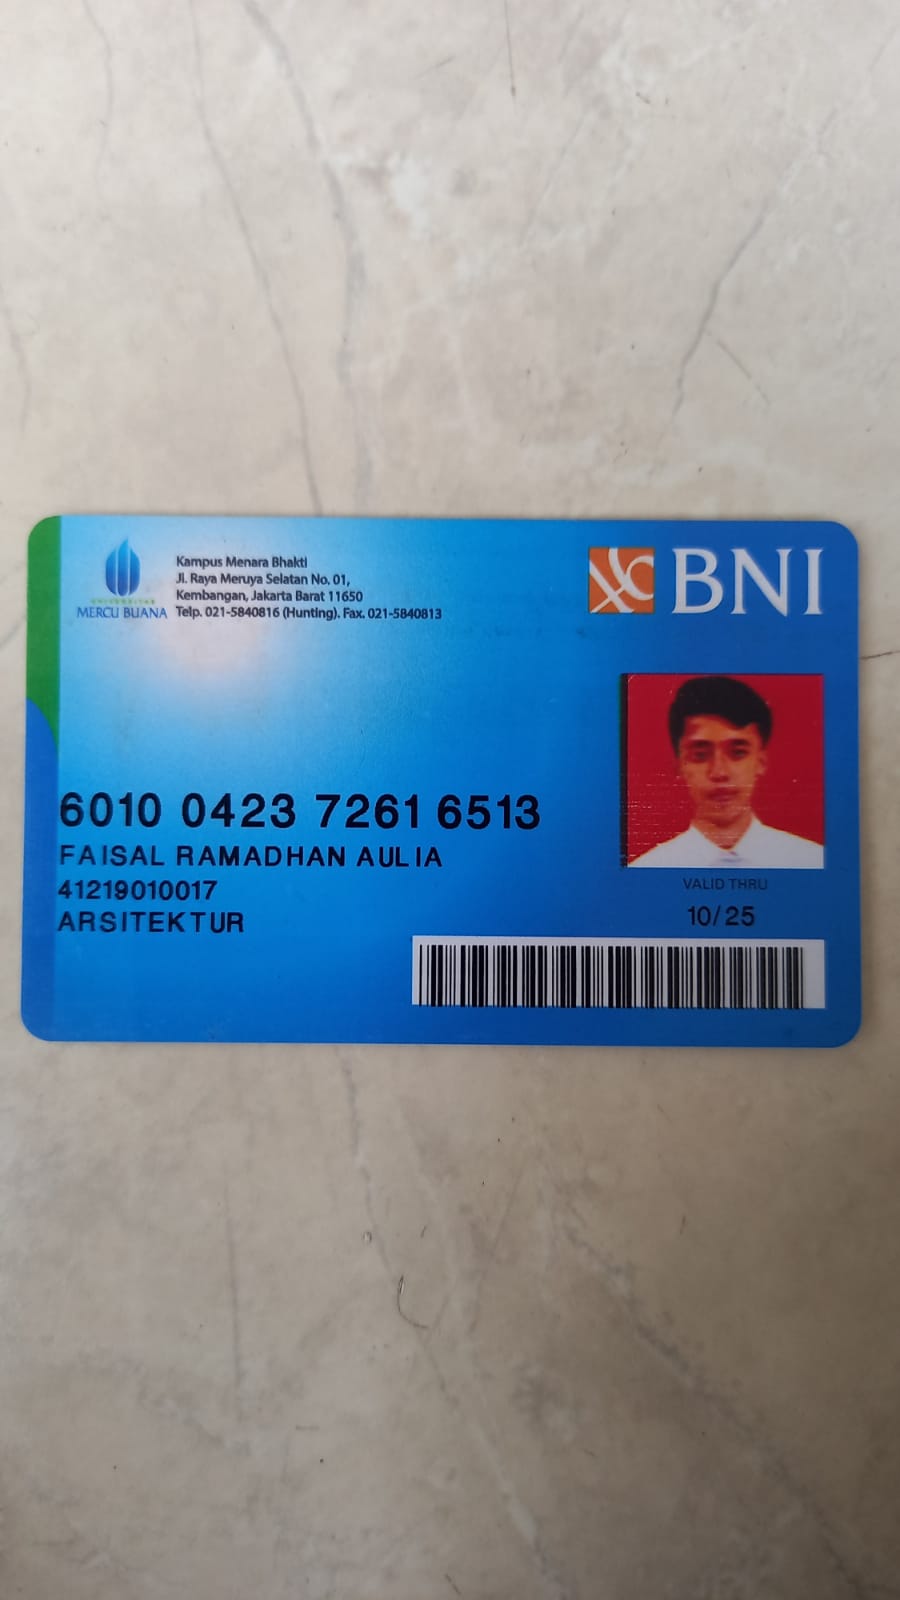 UNIVERSITAS
MERCU BUANA
Kampus Menara Bhakti
Jl. Raya Meruya Selatan No. 01,
Kembangan, Jakarta Barat 11650
Telp. 021-5840816 (Hunting). Fax. 021-5840813
BNI
6010 0423 7261 6513
FAISAL RAMADHAN AULIA
41219010017
ARSITEKTUR
VALID THRU
10/25